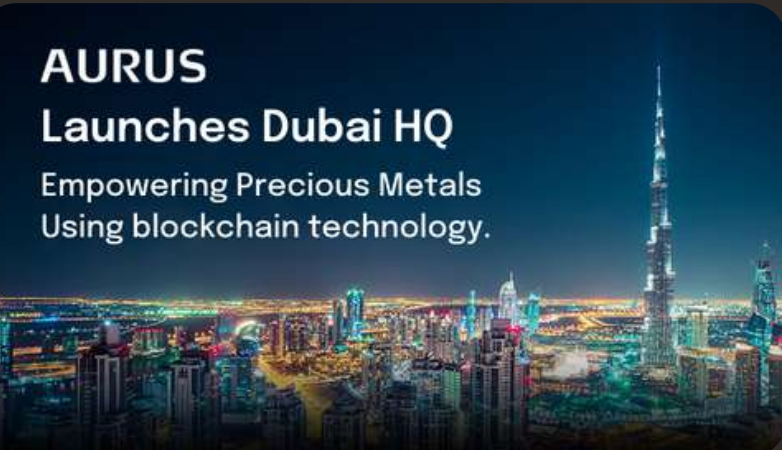 AURUS
Launches Dubai HQ
Empowering Precious Metals
Using blockchain technology.